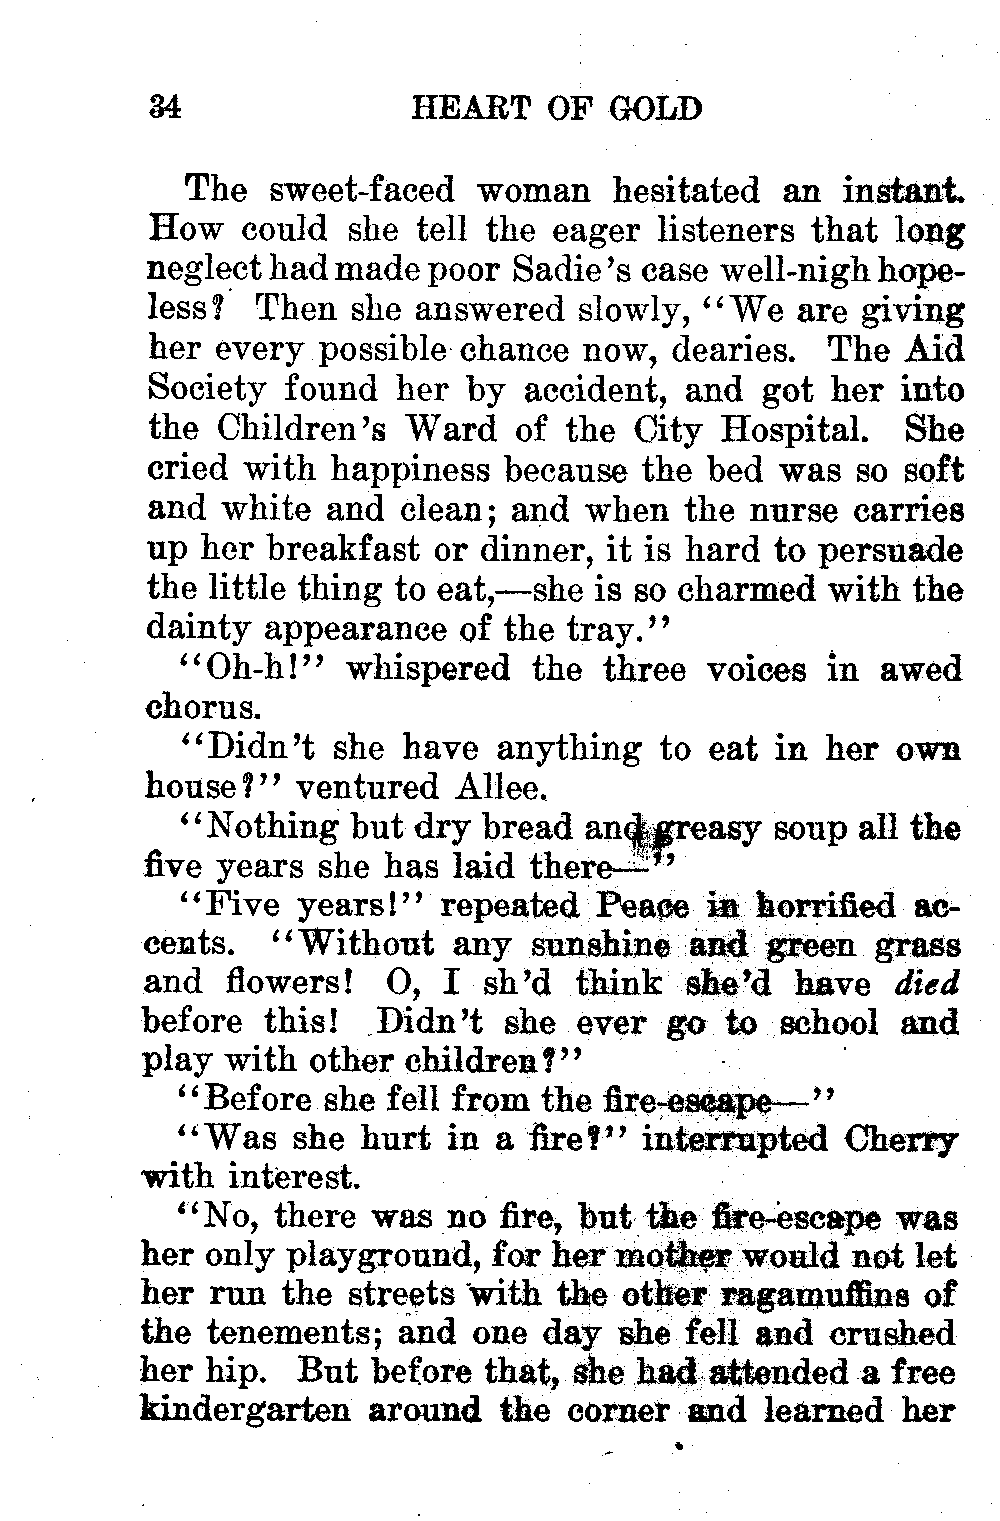 34 HEART OF GOLD
The sweet-faced woman hesitated an instant.
How could she tell the eager listeners that long
neglect had made poor Sadie's case well-nigh hope-
less? Then she answered slowly, "We are giving
her every possible chance now, dearies. The Aid
Society found her by accident, and got her into
the Children's Ward of the City Hospital. She
cried with happiness because the bed was so soft
and white and clean; and when the nurse carries
up her breakfast or dinner, it is hard to persuade
the little thing to eat,—she is so charmed with the
dainty appearance of the tray."
"Oh-h!" whispered the three voices in awed
chorus.
"Didn't she have anything to eat in her own
house?" ventured Allee.
"Nothing but dry bread and greasy soup all the
five years she has laid there—"
"Five years!" repeated Peace in horrified ac-
cents. "Without any sunshine and green grass
and flowers! O, I sh'd think she'd have died
before this! Didn't she ever go to school and
play with other children?"
"Before she fell from the fire-escape—"
"Was she hurt in a fire?" interrupted Cherry
with interest.
"No, there was no fire, but the fire-escape was
her only playground, for her mother would not let
her run the streets with the other ragamuffins of
the tenements; and one day she fell and crushed
her hip. But before that, she had attended a free
kindergarten around the corner and learned her